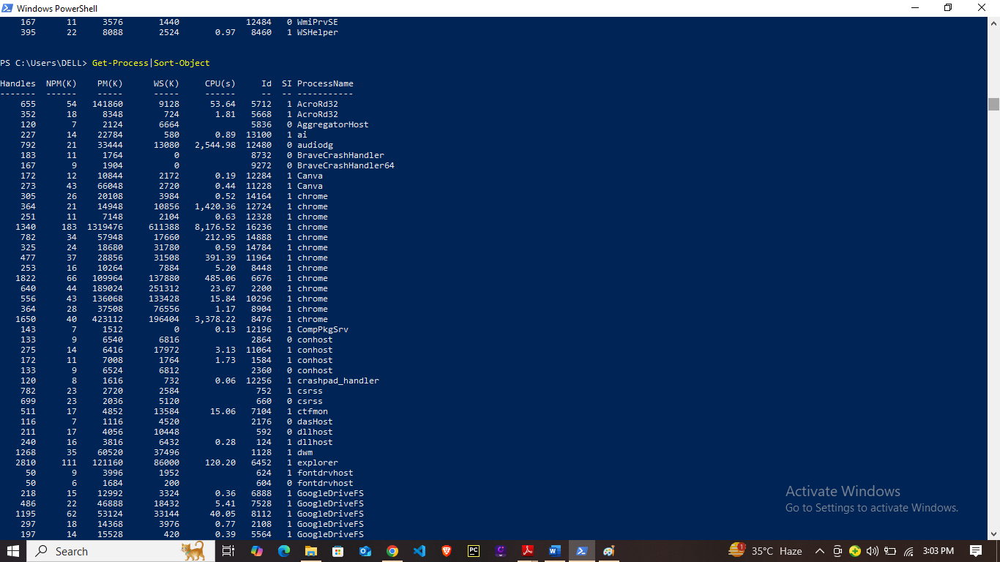 Windows PowerShell
167 11 3576 1440 12484 0 WmiPrvSE
395 22 8088 2524 0.97 8460 1 WSHelper
PS C:\Users\DELL> Get-Process|Sort-Object
Handles NPM(K) PM(K) WS(K) CPU(s) Id SI ProcessName
------- ------ ----- ----- ------ -- -- -----------
655 54 141860 9128 53.64 5712 1 AcroRd32
352 18 8348 724 1.81 5668 1 AcroRd32
120 7 2124 6664 5836 0 AggregatorHost
227 14 22784 580 0.89 13100 1 ai
792 21 33444 13080 2,544.98 12480 0 audiodg
183 11 1764 0 8732 0 BraveCrashHandler
167 9 1904 0 9272 0 BraveCrashHandler64
172 12 10844 2172 0.19 12284 1 Canva
273 43 66048 2720 0.44 11228 1 Canva
305 26 20108 3984 0.52 14164 1 chrome
364 21 14948 10856 1,420.36 12724 1 chrome
251 11 7148 2104 0.63 12328 1 chrome
1340 183 1319476 611388 8,176.52 16236 1 chrome
782 34 57948 17660 212.95 14888 1 chrome
325 24 18680 31780 0.59 14784 1 chrome
477 37 28856 31508 391.39 11964 1 chrome
253 16 10264 7884 5.20 8448 1 chrome
1822 66 109964 137880 485.06 6676 1 chrome
640 44 189024 251312 23.67 2200 1 chrome
556 43 136068 133428 15.84 10296 1 chrome
364 28 37508 76556 1.17 8904 1 chrome
1650 40 423112 196404 3,378.22 8476 1 chrome
143 7 1512 0 0.13 12196 1 CompPkgSrv
133 9 6540 6816 2864 0 conhost
275 14 6416 17972 3.13 11064 1 conhost
172 11 7008 1764 1.73 1584 1 conhost
133 9 6524 6812 2360 0 conhost
120 8 1616 732 0.06 12256 1 crashpad_handler
782 23 2720 2584 752 1 csrss
699 23 2036 5120 660 0 csrss
511 17 4852 13584 15.06 7104 1 ctfmon
116 7 1116 4520 2176 0 dasHost
211 17 4056 10448 592 0 dllhost
240 16 3816 6432 0.28 124 1 dllhost
1268 35 60520 37496 1128 1 dwm
2810 111 121160 86000 120.20 6452 1 explorer
50 9 3996 1952 624 1 fontdrvhost
50 6 1684 200 604 0 fontdrvhost
218 15 12992 3324 0.36 6888 1 GoogleDriveFS
486 22 46888 18432 5.41 7528 1 GoogleDriveFS
1195 62 53124 33144 40.05 8112 1 GoogleDriveFS
297 18 14368 3976 0.77 2108 1 GoogleDriveFS
197 14 15528 420 0.39 5564 1 GoogleDriveFS
Activate Windows
Go to Settings to activate Windows.
Search
PC
1
35°C Haze
3:03 PM